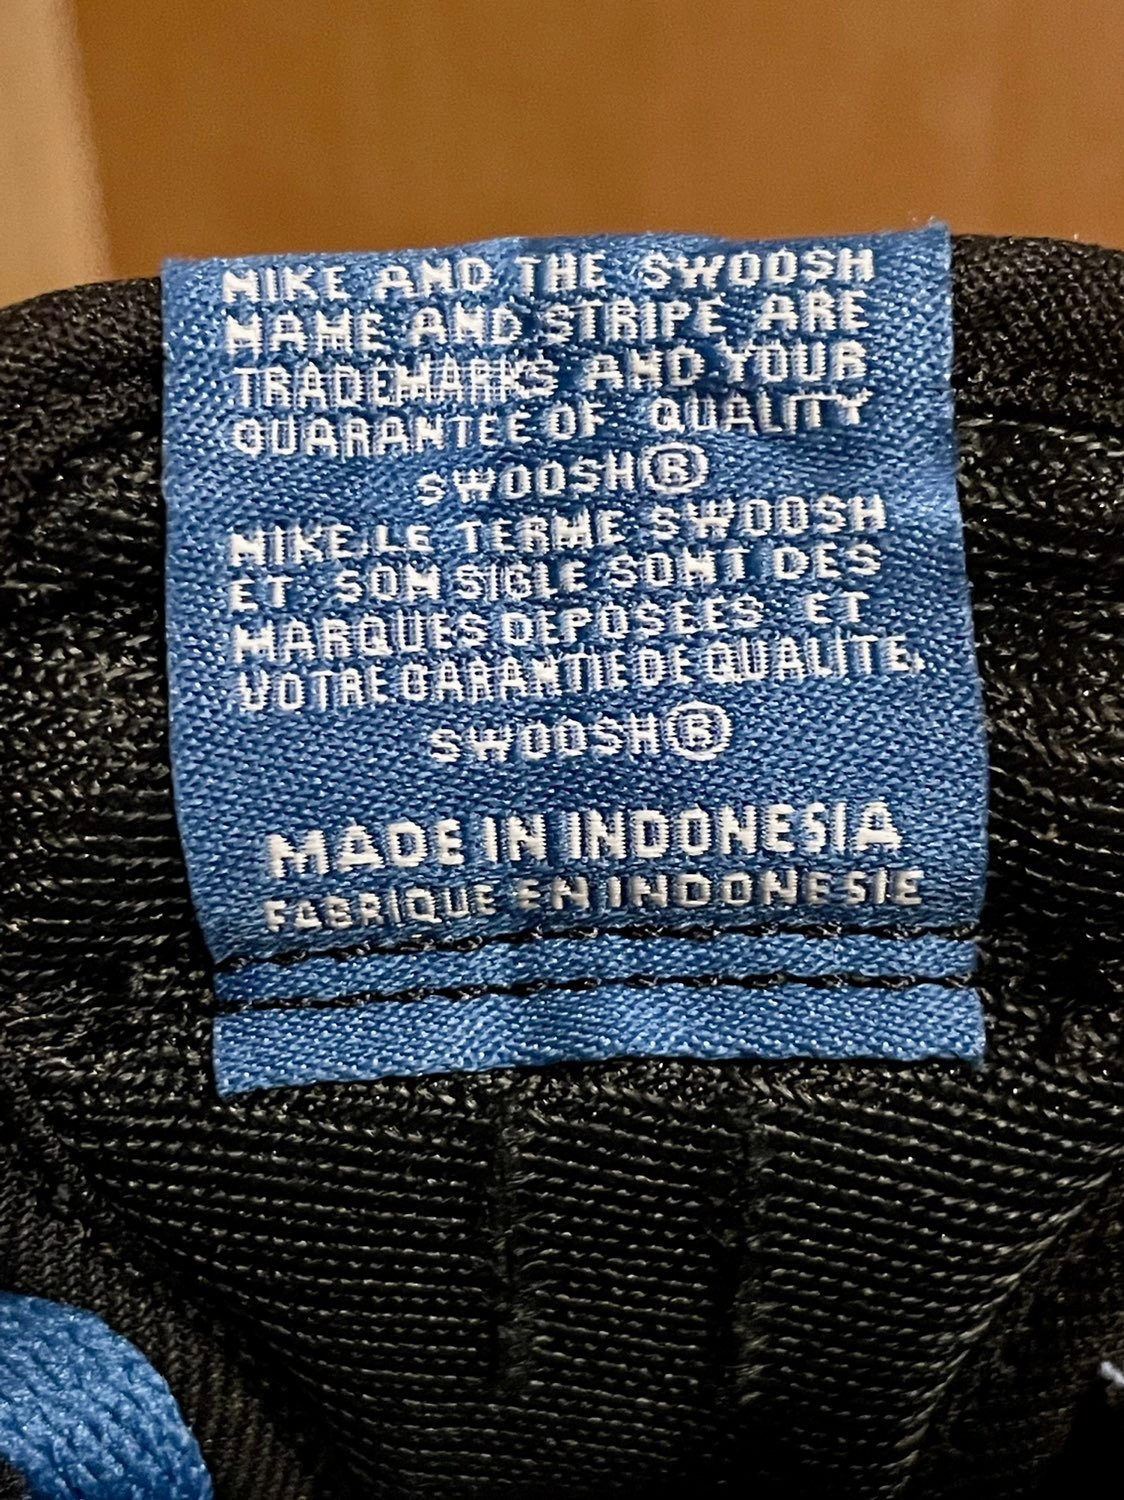 NIKE AND THE SWOOSH
NAME AND STRIPE ARE
TRADEMARKS AND YOUR
GUARANTEE OF QUALITY
SWOOSH®
NIKE, LE TERME SWOOSH
ET SON SIGLE SONT DES
MARQUES DEPOSEES ET
VOTRE GARANTIE DE QUALITE.
SWOOSH®
MADE IN INDONESIA
FABRIQUE EN INDONESIE